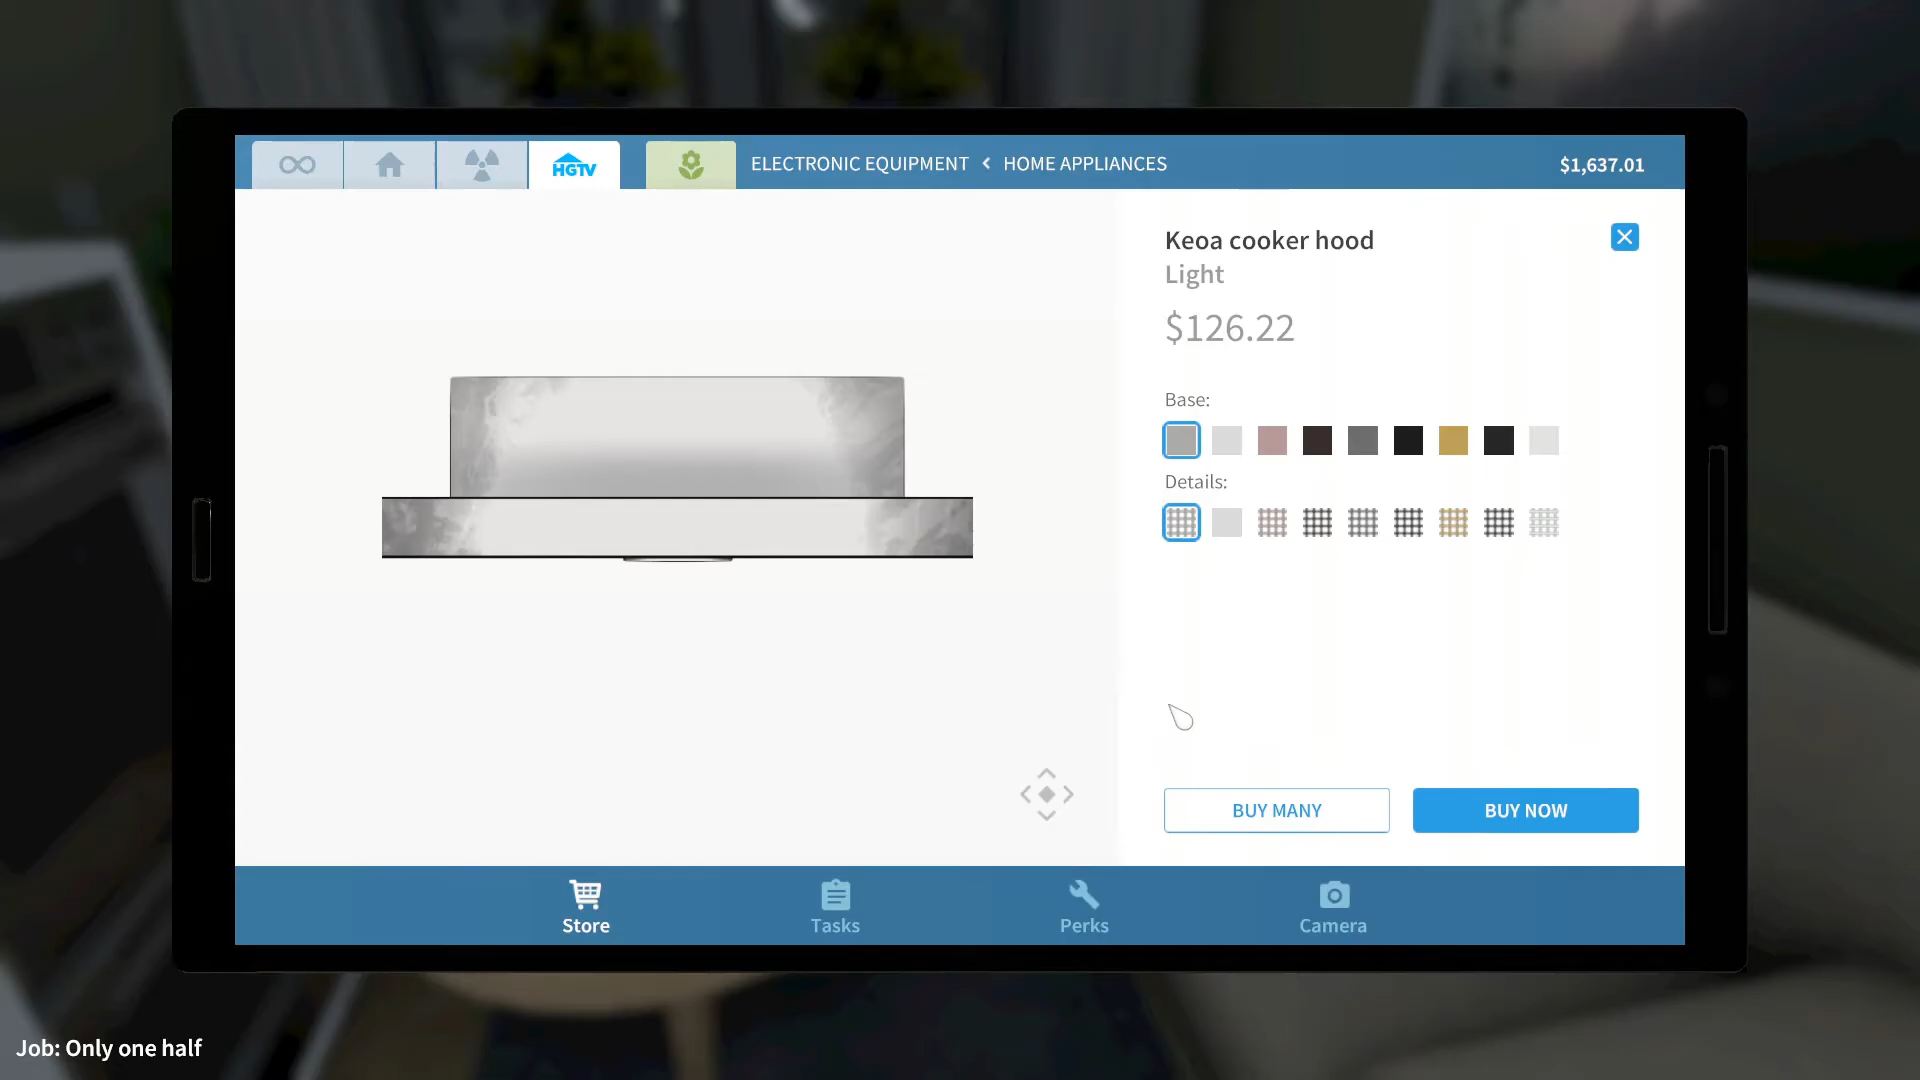 HGTV
ELECTRONIC EQUIPMENT < HOME APPLIANCES
$1,637.01
Keoa cooker hood
Light
$126.22
Base:
Details:
BUY MANY
BUY NOW
Store
Tasks
Perks
Camera
Job: Only one half